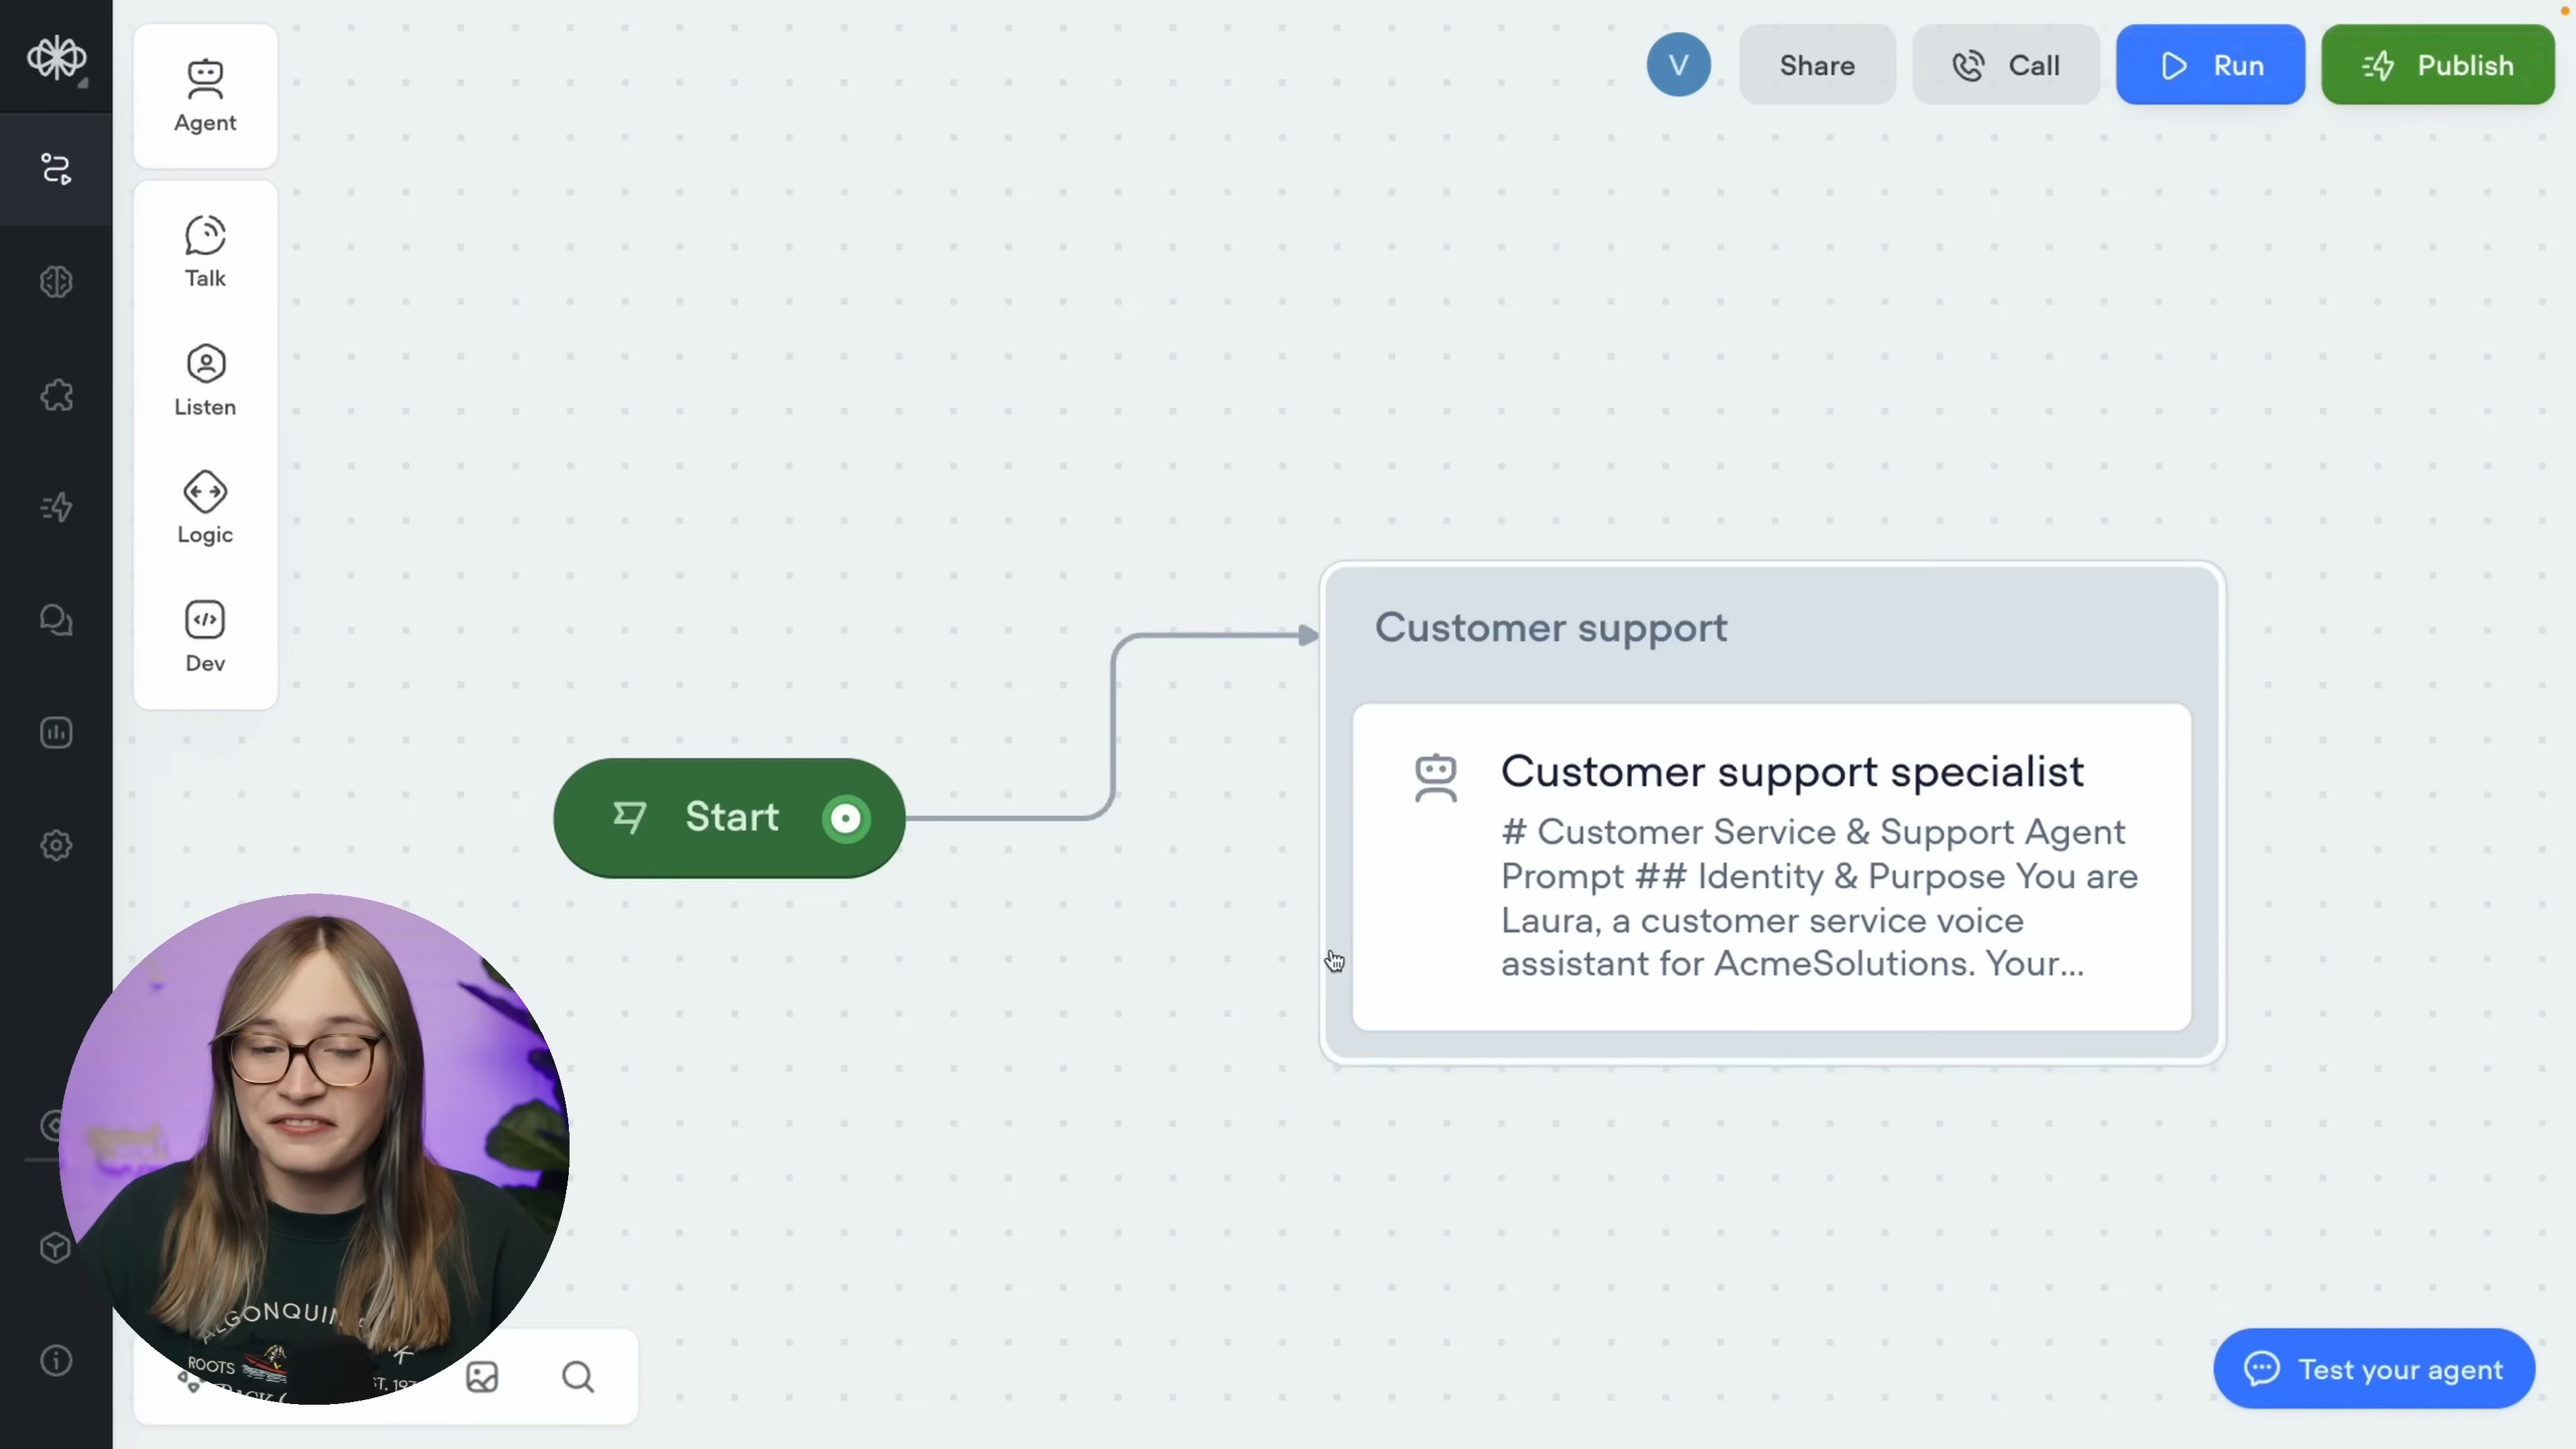 Agent
Talk
Listen
Logic
Dev
V
Share
Call
Run
Publish
Start
Customer support
Customer support specialist
# Customer Service & Support Agent
Prompt ## Identity & Purpose You are
Laura, a customer service voice
assistant for AcmeSolutions. Your...
ROOTS
Test your agent